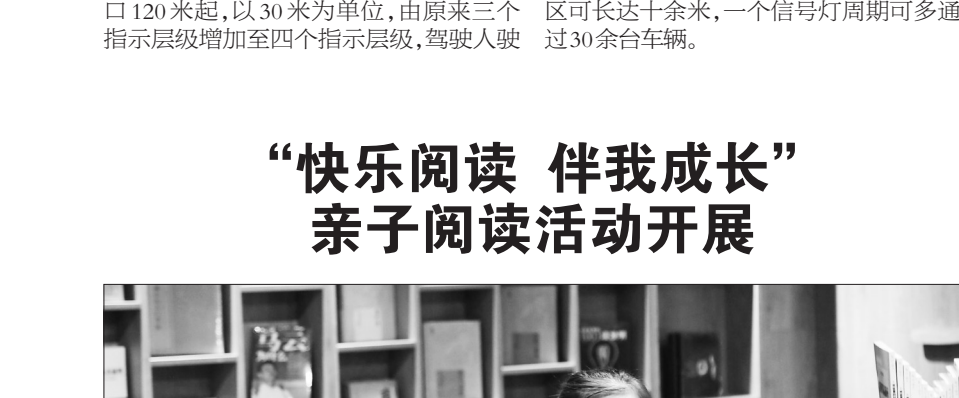 口120米起，以30米为单位，由原来三个
指示层级增加至四个指示层级，驾驶人驶
区可长达十余米，一个信号灯周期可多通
过30余台车辆。
“快乐阅读 伴我成长”
亲子阅读活动开展